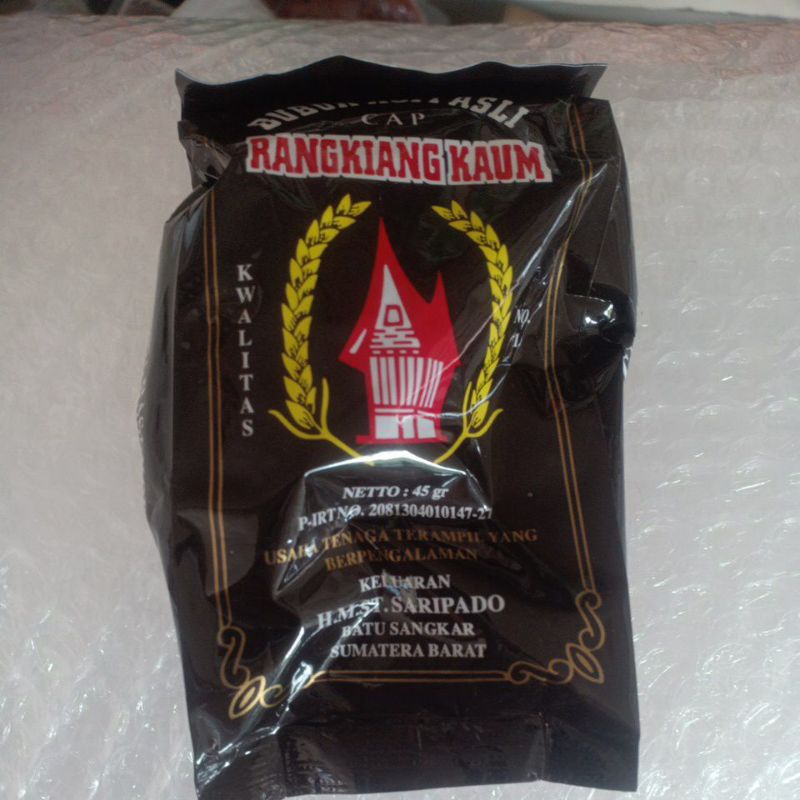 BUBUK KOPI ASLI
CAP
RANGKIANG KAUM
KWALITAS
NO.
NETTO : 45 gr
P-IRT NO. 2081304010147-27
USAHA TENAGA TERAMPIL YANG
BERPENGALAMAN
KELUARAN
H.M.ST. SARIPADO
BATU SANGKAR
SUMATERA BARAT